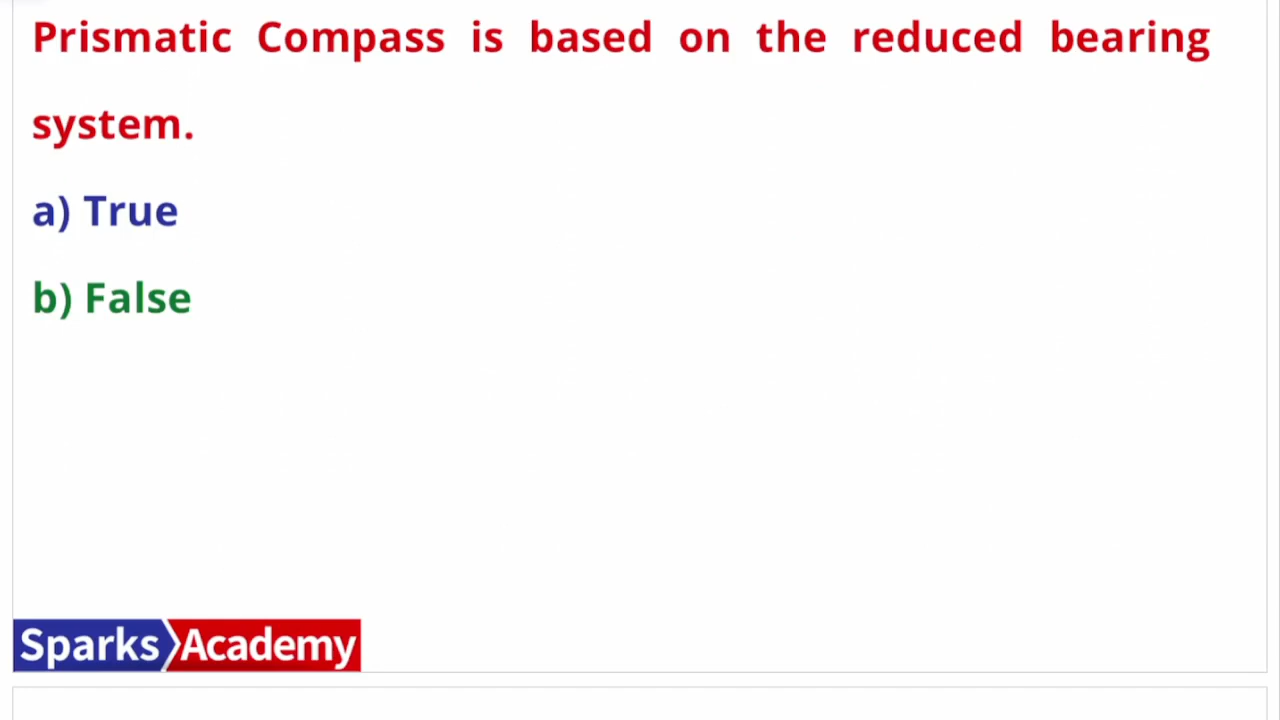 Prismatic Compass is based on the reduced bearing
system.
a) True
b) False
Sparks Academy